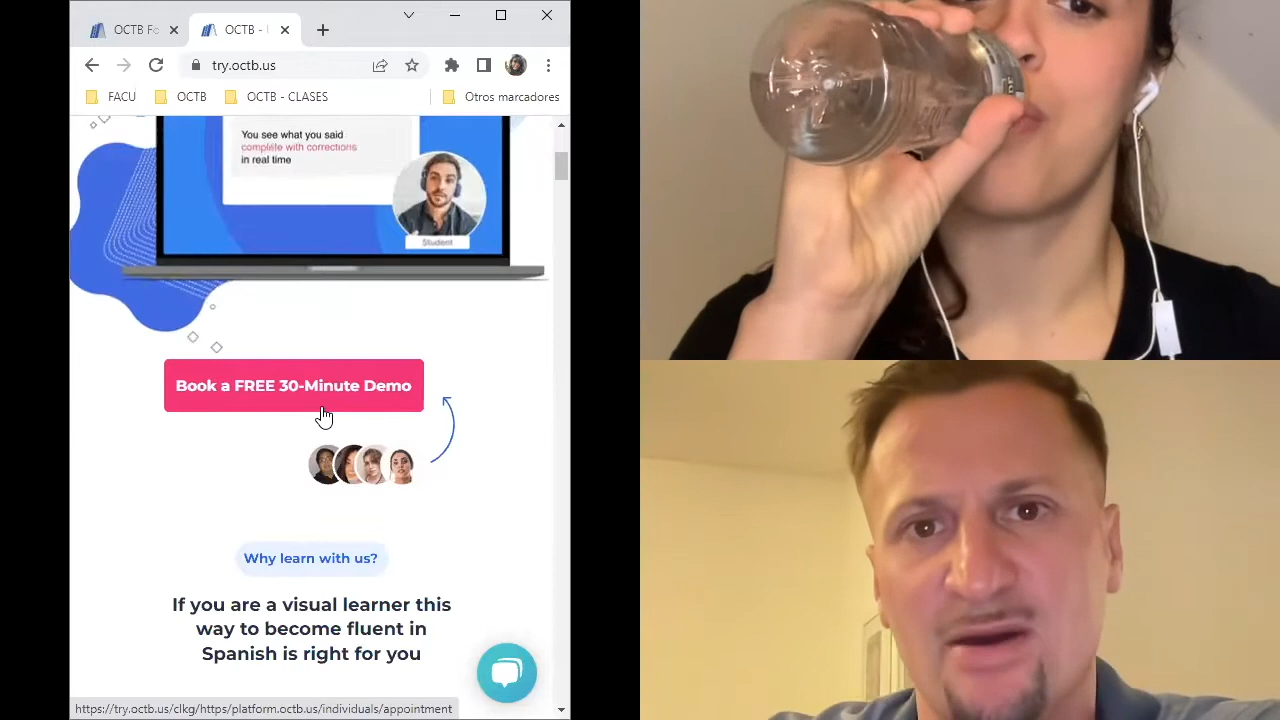 OCTB Fo
OCTB - 
try.octb.us
FACU
OCTB
OCTB - CLASES
Otros marcadores
You see what you said
complete with corrections
in real time
Student
Book a FREE 30-Minute Demo
Why learn with us?
If you are a visual learner this
way to become fluent in
Spanish is right for you
https://try.octb.us/clkg/https/platform.octb.us/individuals/appointment